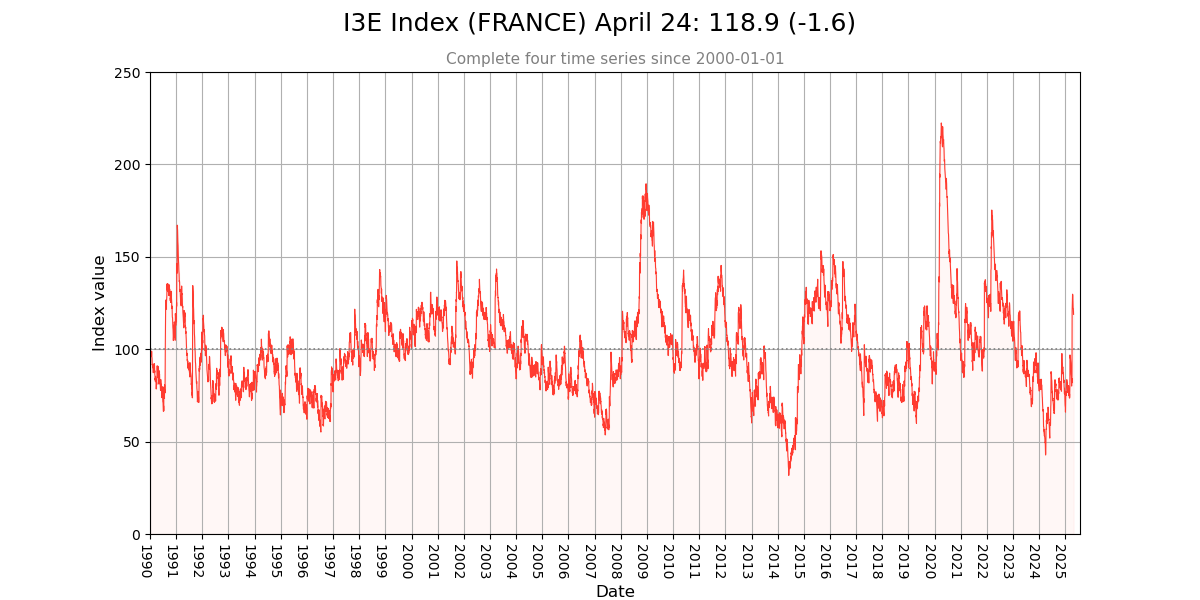 I3E Index (FRANCE) April 24: 118.9 (-1.6)
Complete four time series since 2000-01-01
250
200
150
100
50
0
Index value
1990 1991 1992 1993 1994 1995 1996 1997 1998 1999 2000 2001 2002 2003 2004 2005 2006 2007 2008 2009 2010 2011 2012 2013 2014 2015 2016 2017 2018 2019 2020 2021 2022 2023 2024 2025
Date